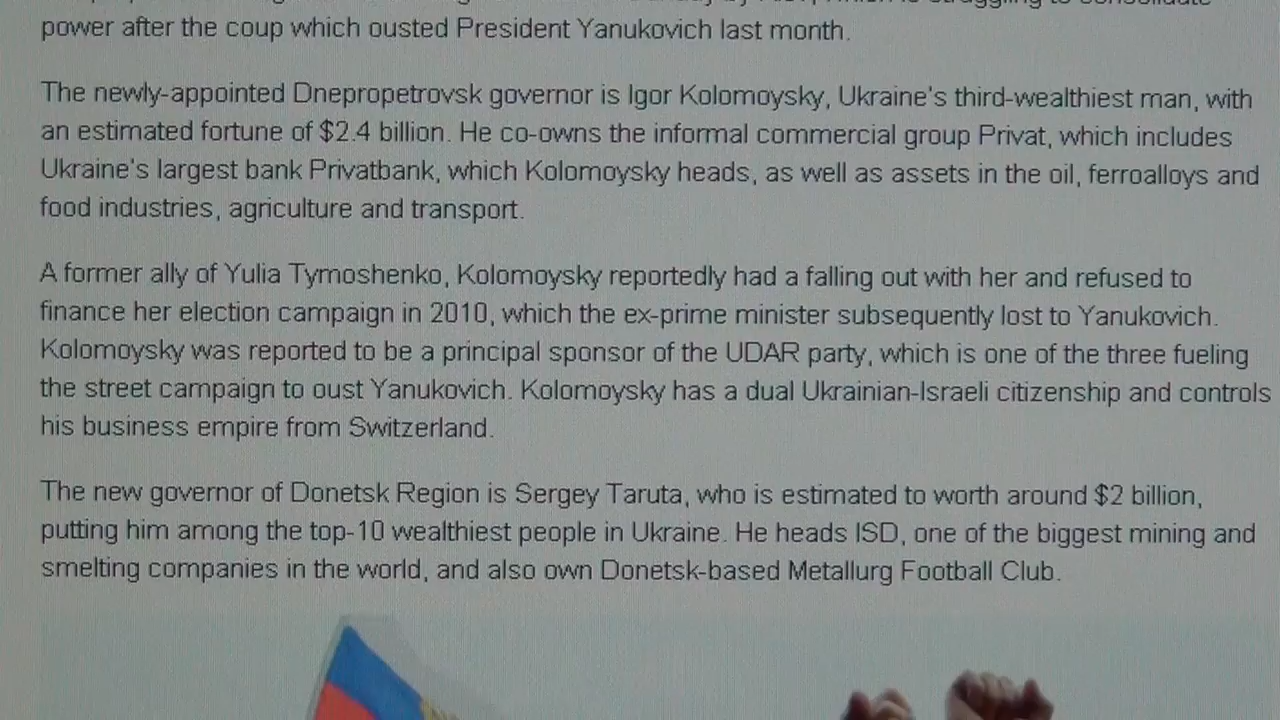 power after the coup which ousted President Yanukovich last month.
The newly-appointed Dnepropetrovsk governor is Igor Kolomoysky, Ukraine's third-wealthiest man, with
an estimated fortune of $2.4 billion. He co-owns the informal commercial group Privat, which includes
Ukraine's largest bank Privatbank, which Kolomoysky heads, as well as assets in the oil, ferroalloys and
food industries, agriculture and transport.
A former ally of Yulia Tymoshenko, Kolomoysky reportedly had a falling out with her and refused to
finance her election campaign in 2010, which the ex-prime minister subsequently lost to Yanukovich.
Kolomoysky was reported to be a principal sponsor of the UDAR party, which is one of the three fueling
the street campaign to oust Yanukovich. Kolomoysky has a dual Ukrainian-Israeli citizenship and controls
his business empire from Switzerland.
The new governor of Donetsk Region is Sergey Taruta, who is estimated to worth around $2 billion,
putting him among the top-10 wealthiest people in Ukraine. He heads ISD, one of the biggest mining and
smelting companies in the world, and also own Donetsk-based Metallurg Football Club.